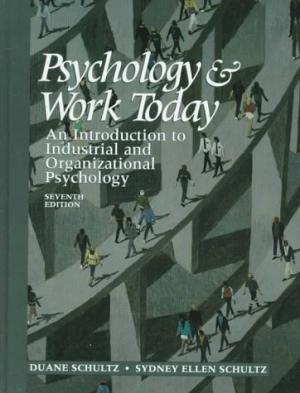 Psychology &
Work Today
An Introduction to
Industrial and
Organizational
Psychology
SEVENTH
EDITION
DUANE SCHULTZ • SYDNEY ELLEN SCHULTZ